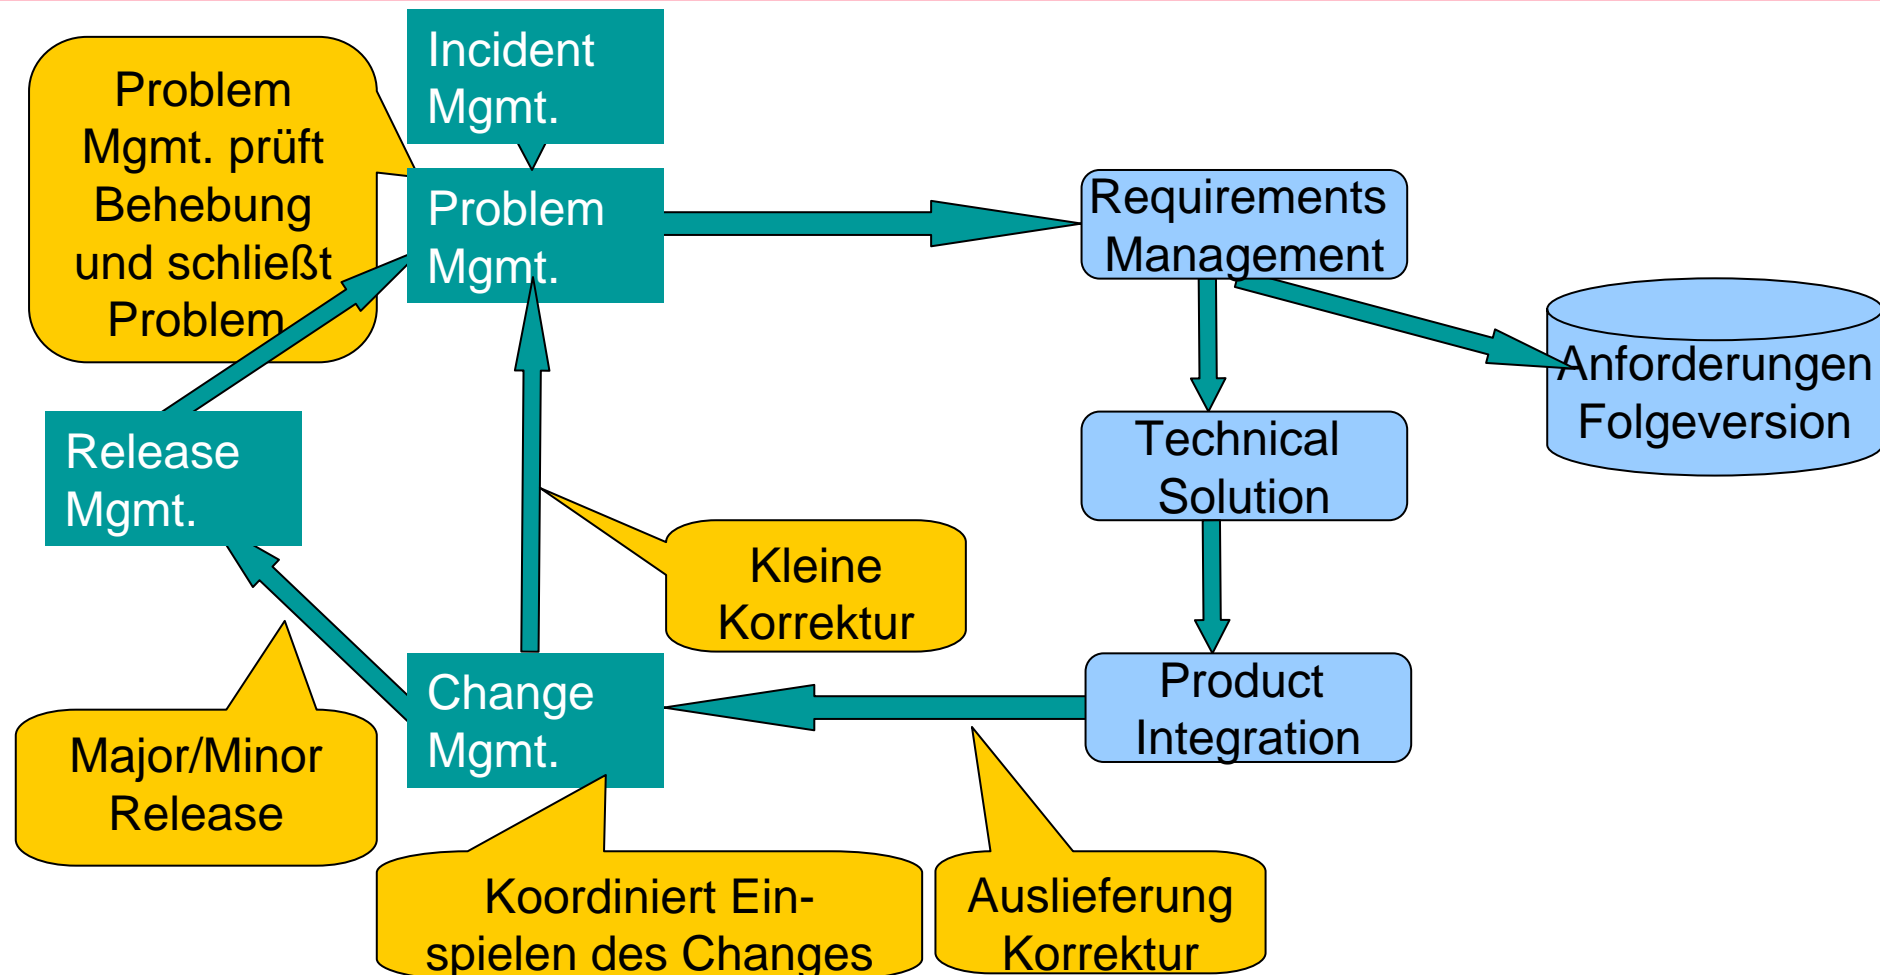 Incident
Mgmt.
Problem
Mgmt. prüft
Behebung
und schließt
Problem
Problem
Mgmt.
Requirements
Management
Anforderungen
Folgeversion
Technical
Solution
Release
Mgmt.
Kleine
Korrektur
Change
Mgmt.
Product
Integration
Major/Minor
Release
Koordiniert Ein-
spielen des Changes
Auslieferung
Korrektur